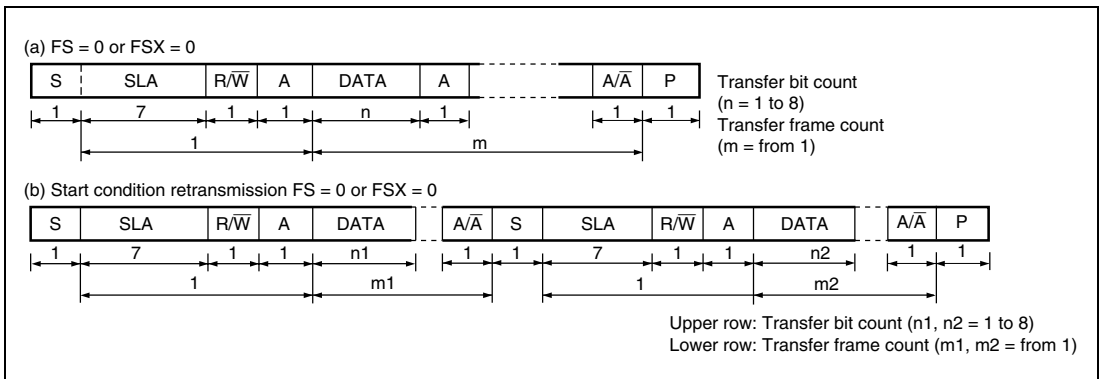 (a) FS = 0 or FSX = 0
S SLA R/W̅ A DATA A A/A̅ P
1 7 1 1 n 1 1 1
1 m
Transfer bit count
(n = 1 to 8)
Transfer frame count
(m = from 1)
(b) Start condition retransmission FS = 0 or FSX = 0
S SLA R/W̅ A DATA A/A̅ S SLA R/W̅ A DATA A/A̅ P
1 7 1 1 n1 1 1 7 1 1 n2 1 1
1 m1 1 m2
Upper row: Transfer bit count (n1, n2 = 1 to 8)
Lower row: Transfer frame count (m1, m2 = from 1)